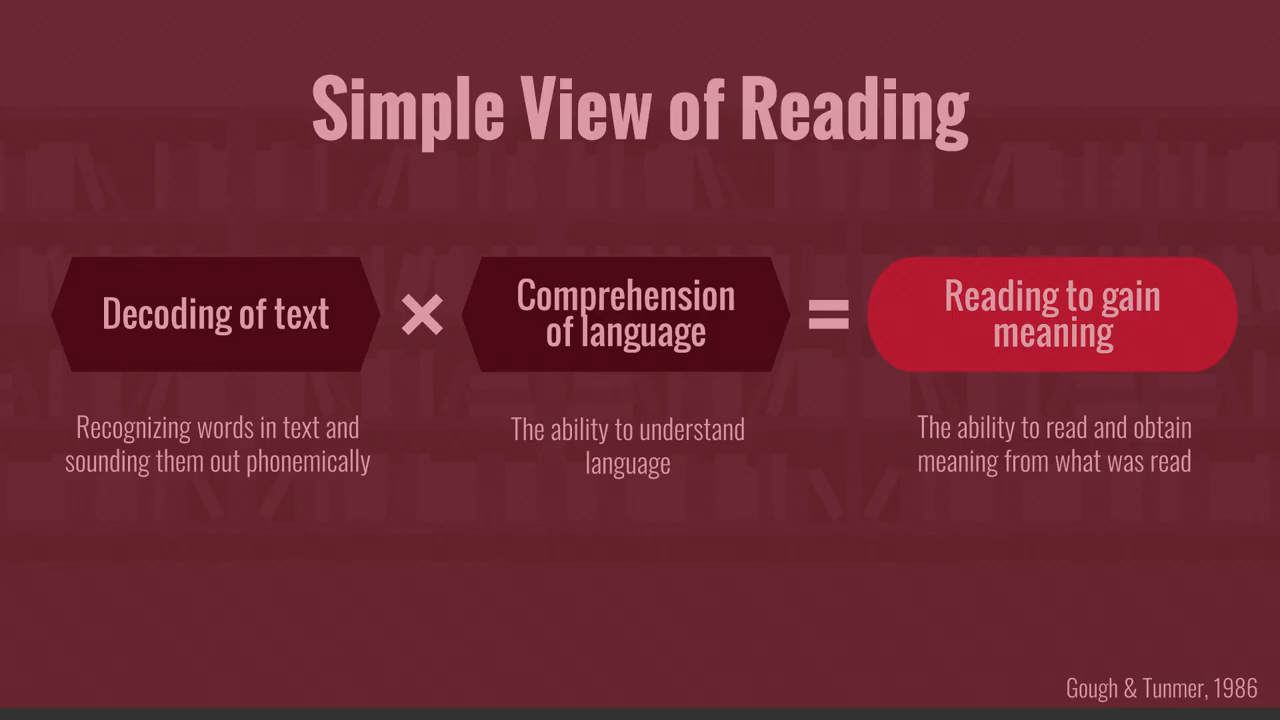 Simple View of Reading
Decoding of text
×
Comprehension
of language
=
Reading to gain
meaning
Recognizing words in text and
sounding them out phonemically
The ability to understand
language
The ability to read and obtain
meaning from what was read
Gough & Tunmer, 1986